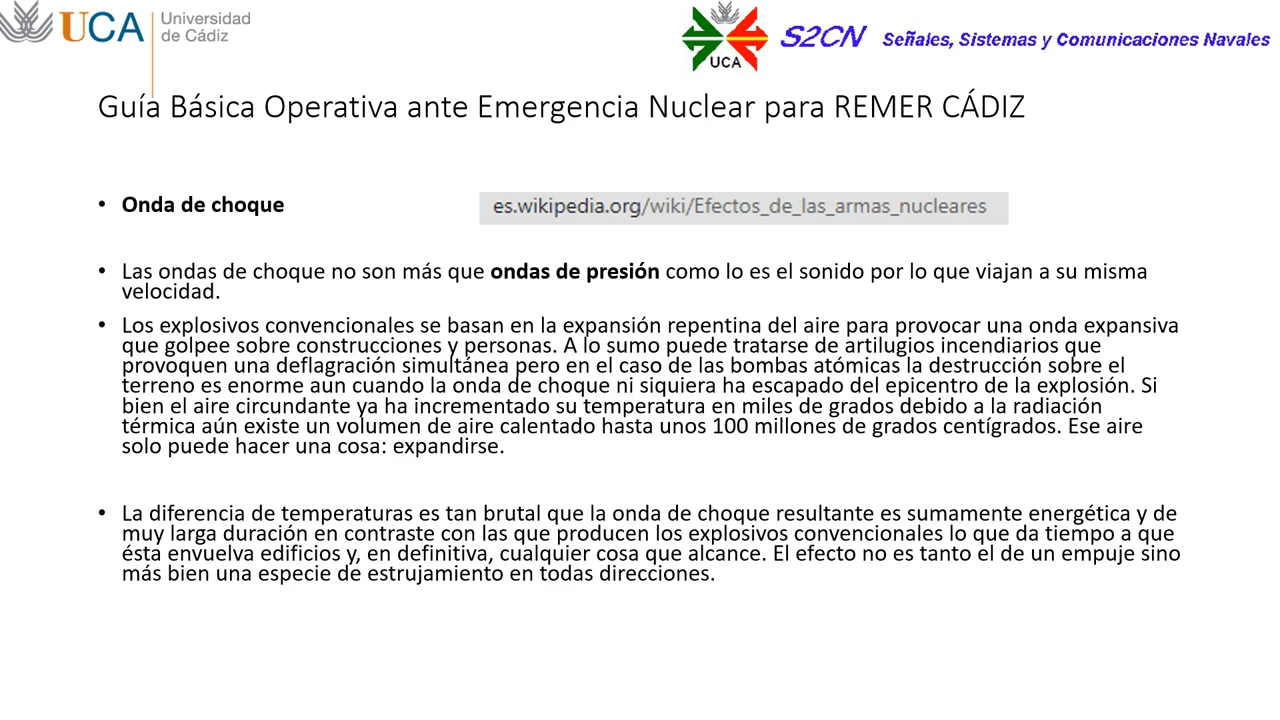 UCA
Universidad
de Cádiz
UCA
S2CN
Señales, Sistemas y Comunicaciones Navales
Guía Básica Operativa ante Emergencia Nuclear para REMER CÁDIZ
• Onda de choque
es.wikipedia.org/wiki/Efectos_de_las_armas_nucleares
• Las ondas de choque no son más que ondas de presión como lo es el sonido por lo que viajan a su misma
velocidad.
• Los explosivos convencionales se basan en la expansión repentina del aire para provocar una onda expansiva
que golpee sobre construcciones y personas. A lo sumo puede tratarse de artilugios incendiarios que
provoquen una deflagración simultánea pero en el caso de las bombas atómicas la destrucción sobre el
terreno es enorme aun cuando la onda de choque ni siquiera ha escapado del epicentro de la explosión. Si
bien el aire circundante ya ha incrementado su temperatura en miles de grados debido a la radiación
térmica aún existe un volumen de aire calentado hasta unos 100 millones de grados centígrados. Ese aire
solo puede hacer una cosa: expandirse.
• La diferencia de temperaturas es tan brutal que la onda de choque resultante es sumamente energética y de
muy larga duración en contraste con las que producen los explosivos convencionales lo que da tiempo a que
ésta envuelva edificios y, en definitiva, cualquier cosa que alcance. El efecto no es tanto el de un empuje sino
más bien una especie de estrujamiento en todas direcciones.